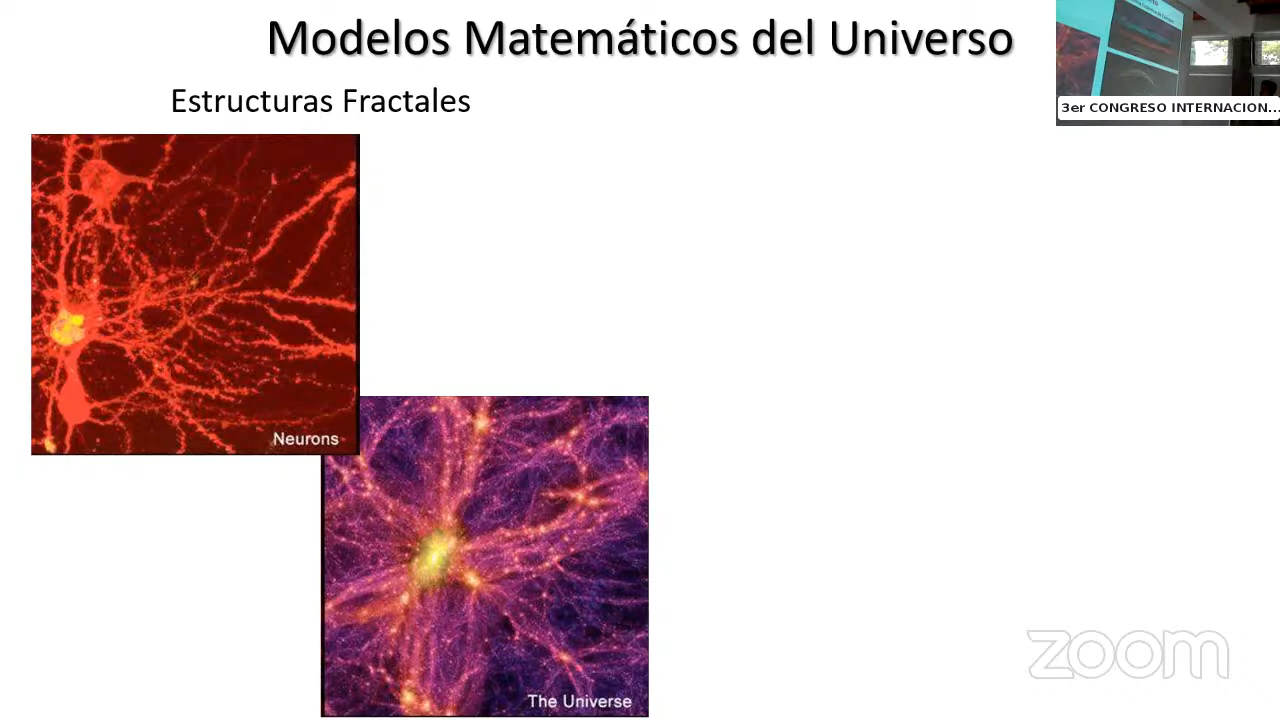 Modelos Matemáticos del Universo
Estructuras Fractales
3er CONGRESO INTERNACION...
Neurons
The Universe
zoom